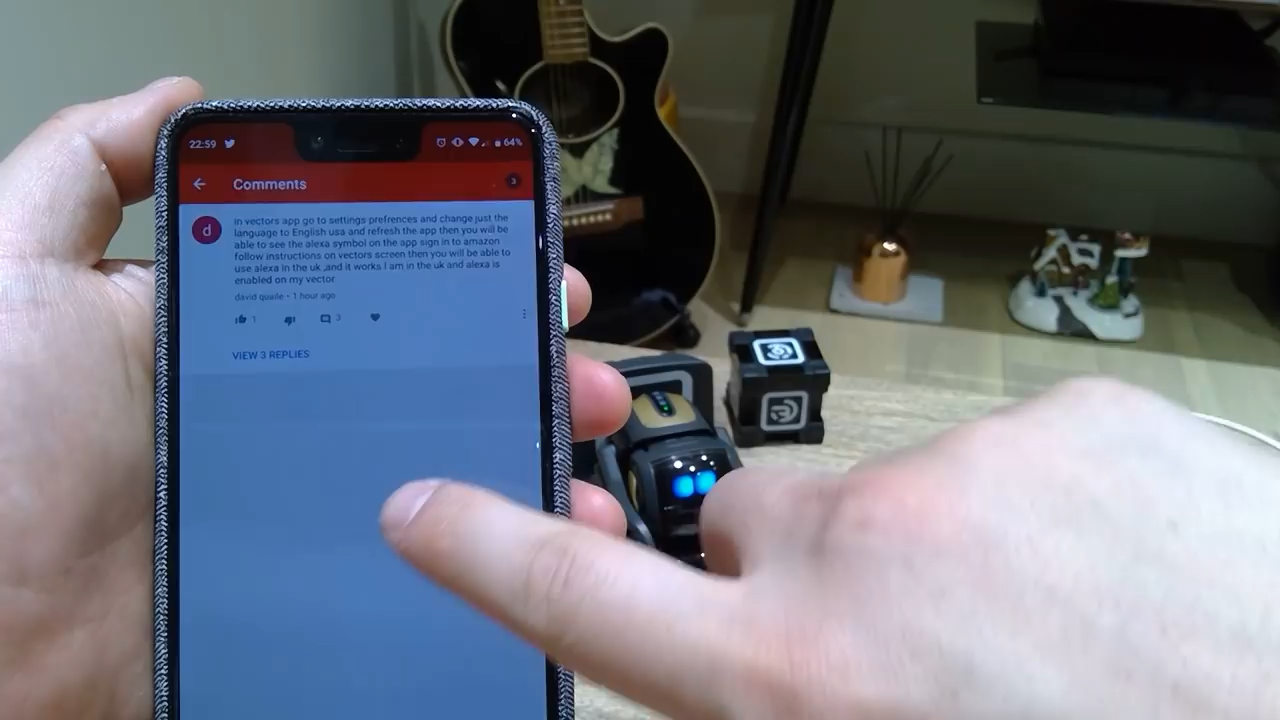 22:59 64%
Comments 3
d
in vectors app go to settings prefrences and change just the
language to English usa and refresh the app then you will be
able to see the alexa symbol on the app sign in to amazon
follow instructions on vectors screen then you will be able to
use alexa in the uk ,and it works I am in the uk and alexa is
enabled on my vector
david quaile • 1 hour ago
1 3
VIEW 3 REPLIES